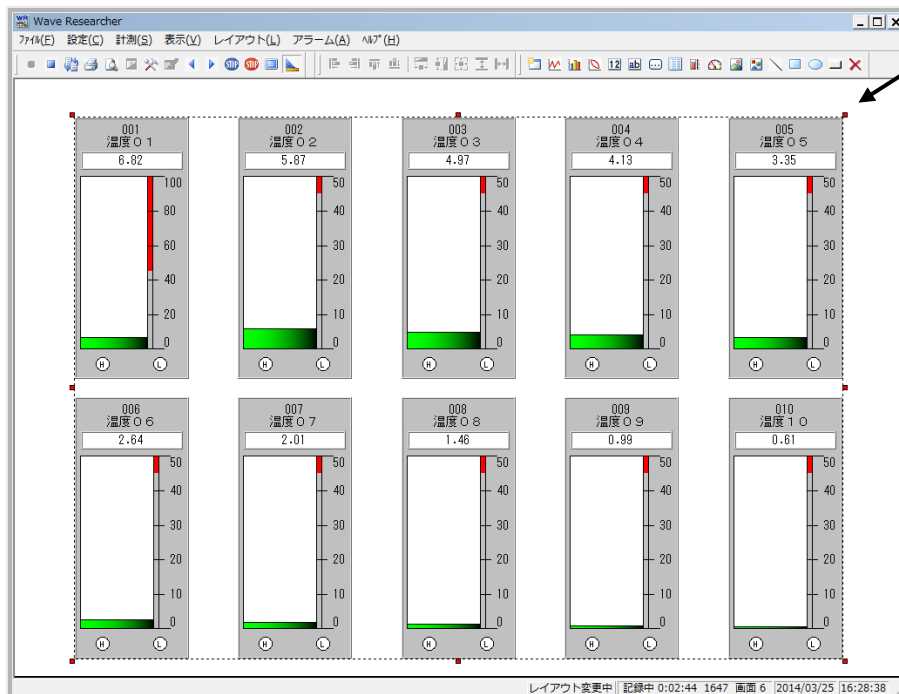 Wave Researcher
ﾌｧｲﾙ(F) 設定(C) 計測(S) 表示(V) レイアウト(L) アラーム(A) ﾍﾙﾌﾟ(H)
STOP STOP 12 ab
001 002 003 004 005
温度０１ 温度０２ 温度０３ 温度０４ 温度０５
6.82 5.87 4.97 4.13 3.35
100 50 50 50 50
80 40 40 40 40
60 30 30 30 30
40 20 20 20 20
20 10 10 10 10
0 0 0 0 0
H L H L H L H L H L
006 007 008 009 010
温度０６ 温度０７ 温度０８ 温度０９ 温度１０
2.64 2.01 1.46 0.99 0.61
50 50 50 50 50
40 40 40 40 40
30 30 30 30 30
20 20 20 20 20
10 10 10 10 10
0 0 0 0 0
H L H L H L H L H L
レイアウト変更中 記録中 0:02:44 1647 画面 6 2014/03/25 16:28:38